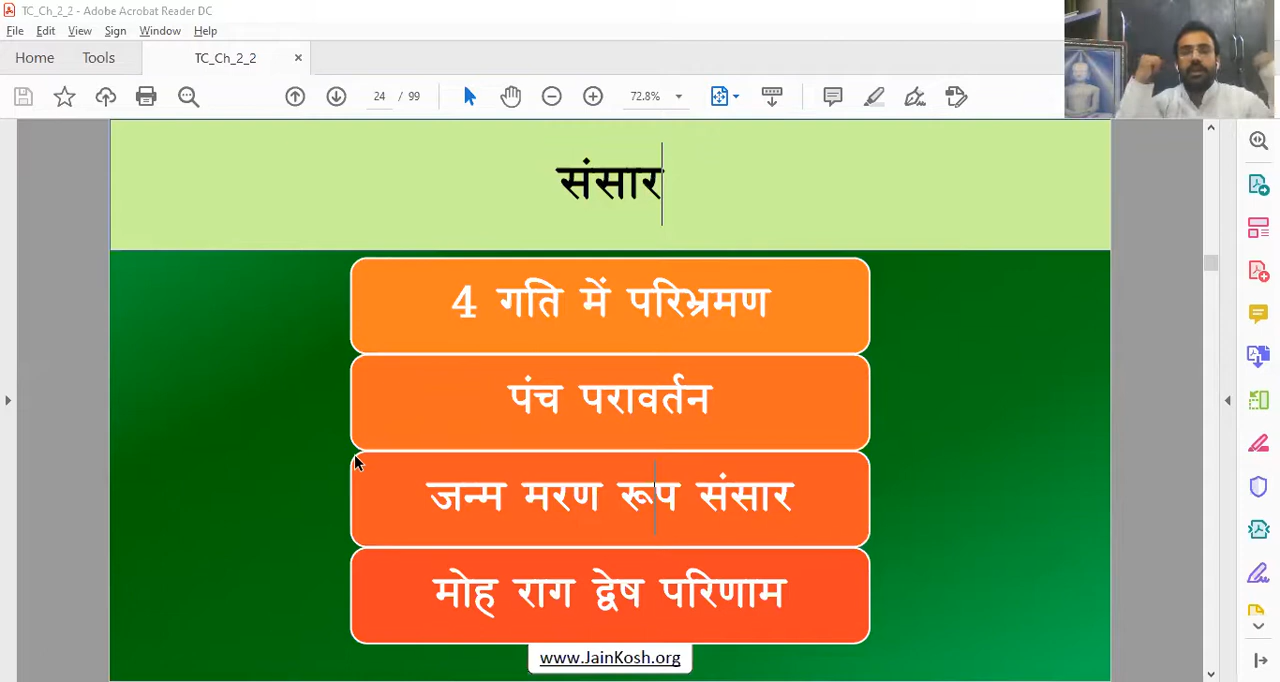 TC_Ch_2_2 - Adobe Acrobat Reader DC
File Edit View Sign Window Help
Home Tools TC_Ch_2_2
24 / 99 72.8%
संसार
4 गति में परिभ्रमण
पंच परावर्तन
जन्म मरण रूप संसार
मोह राग द्वेष परिणाम
www.JainKosh.org